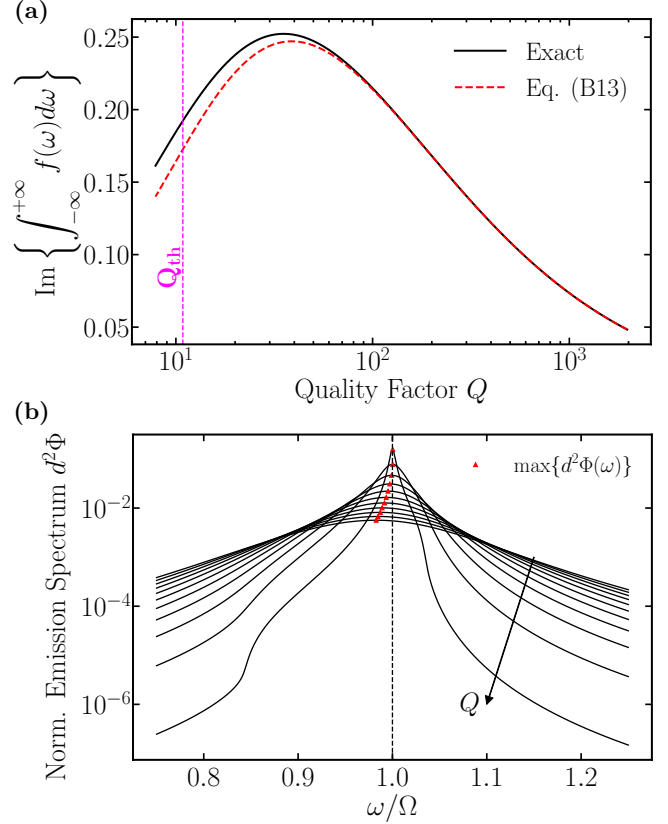 (a)
Im { ∫_{−∞}^{+∞} f(ω)dω }
0.25
0.20
0.15
0.10
0.05
Exact
Eq. (B13)
Q_th
10^1
10^2
10^3
Quality Factor Q
(b)
Norm. Emission Spectrum d²Φ
10^{−2}
10^{−4}
10^{−6}
max{d²Φ(ω)}
Q
0.8
0.9
1.0
1.1
1.2
ω/Ω